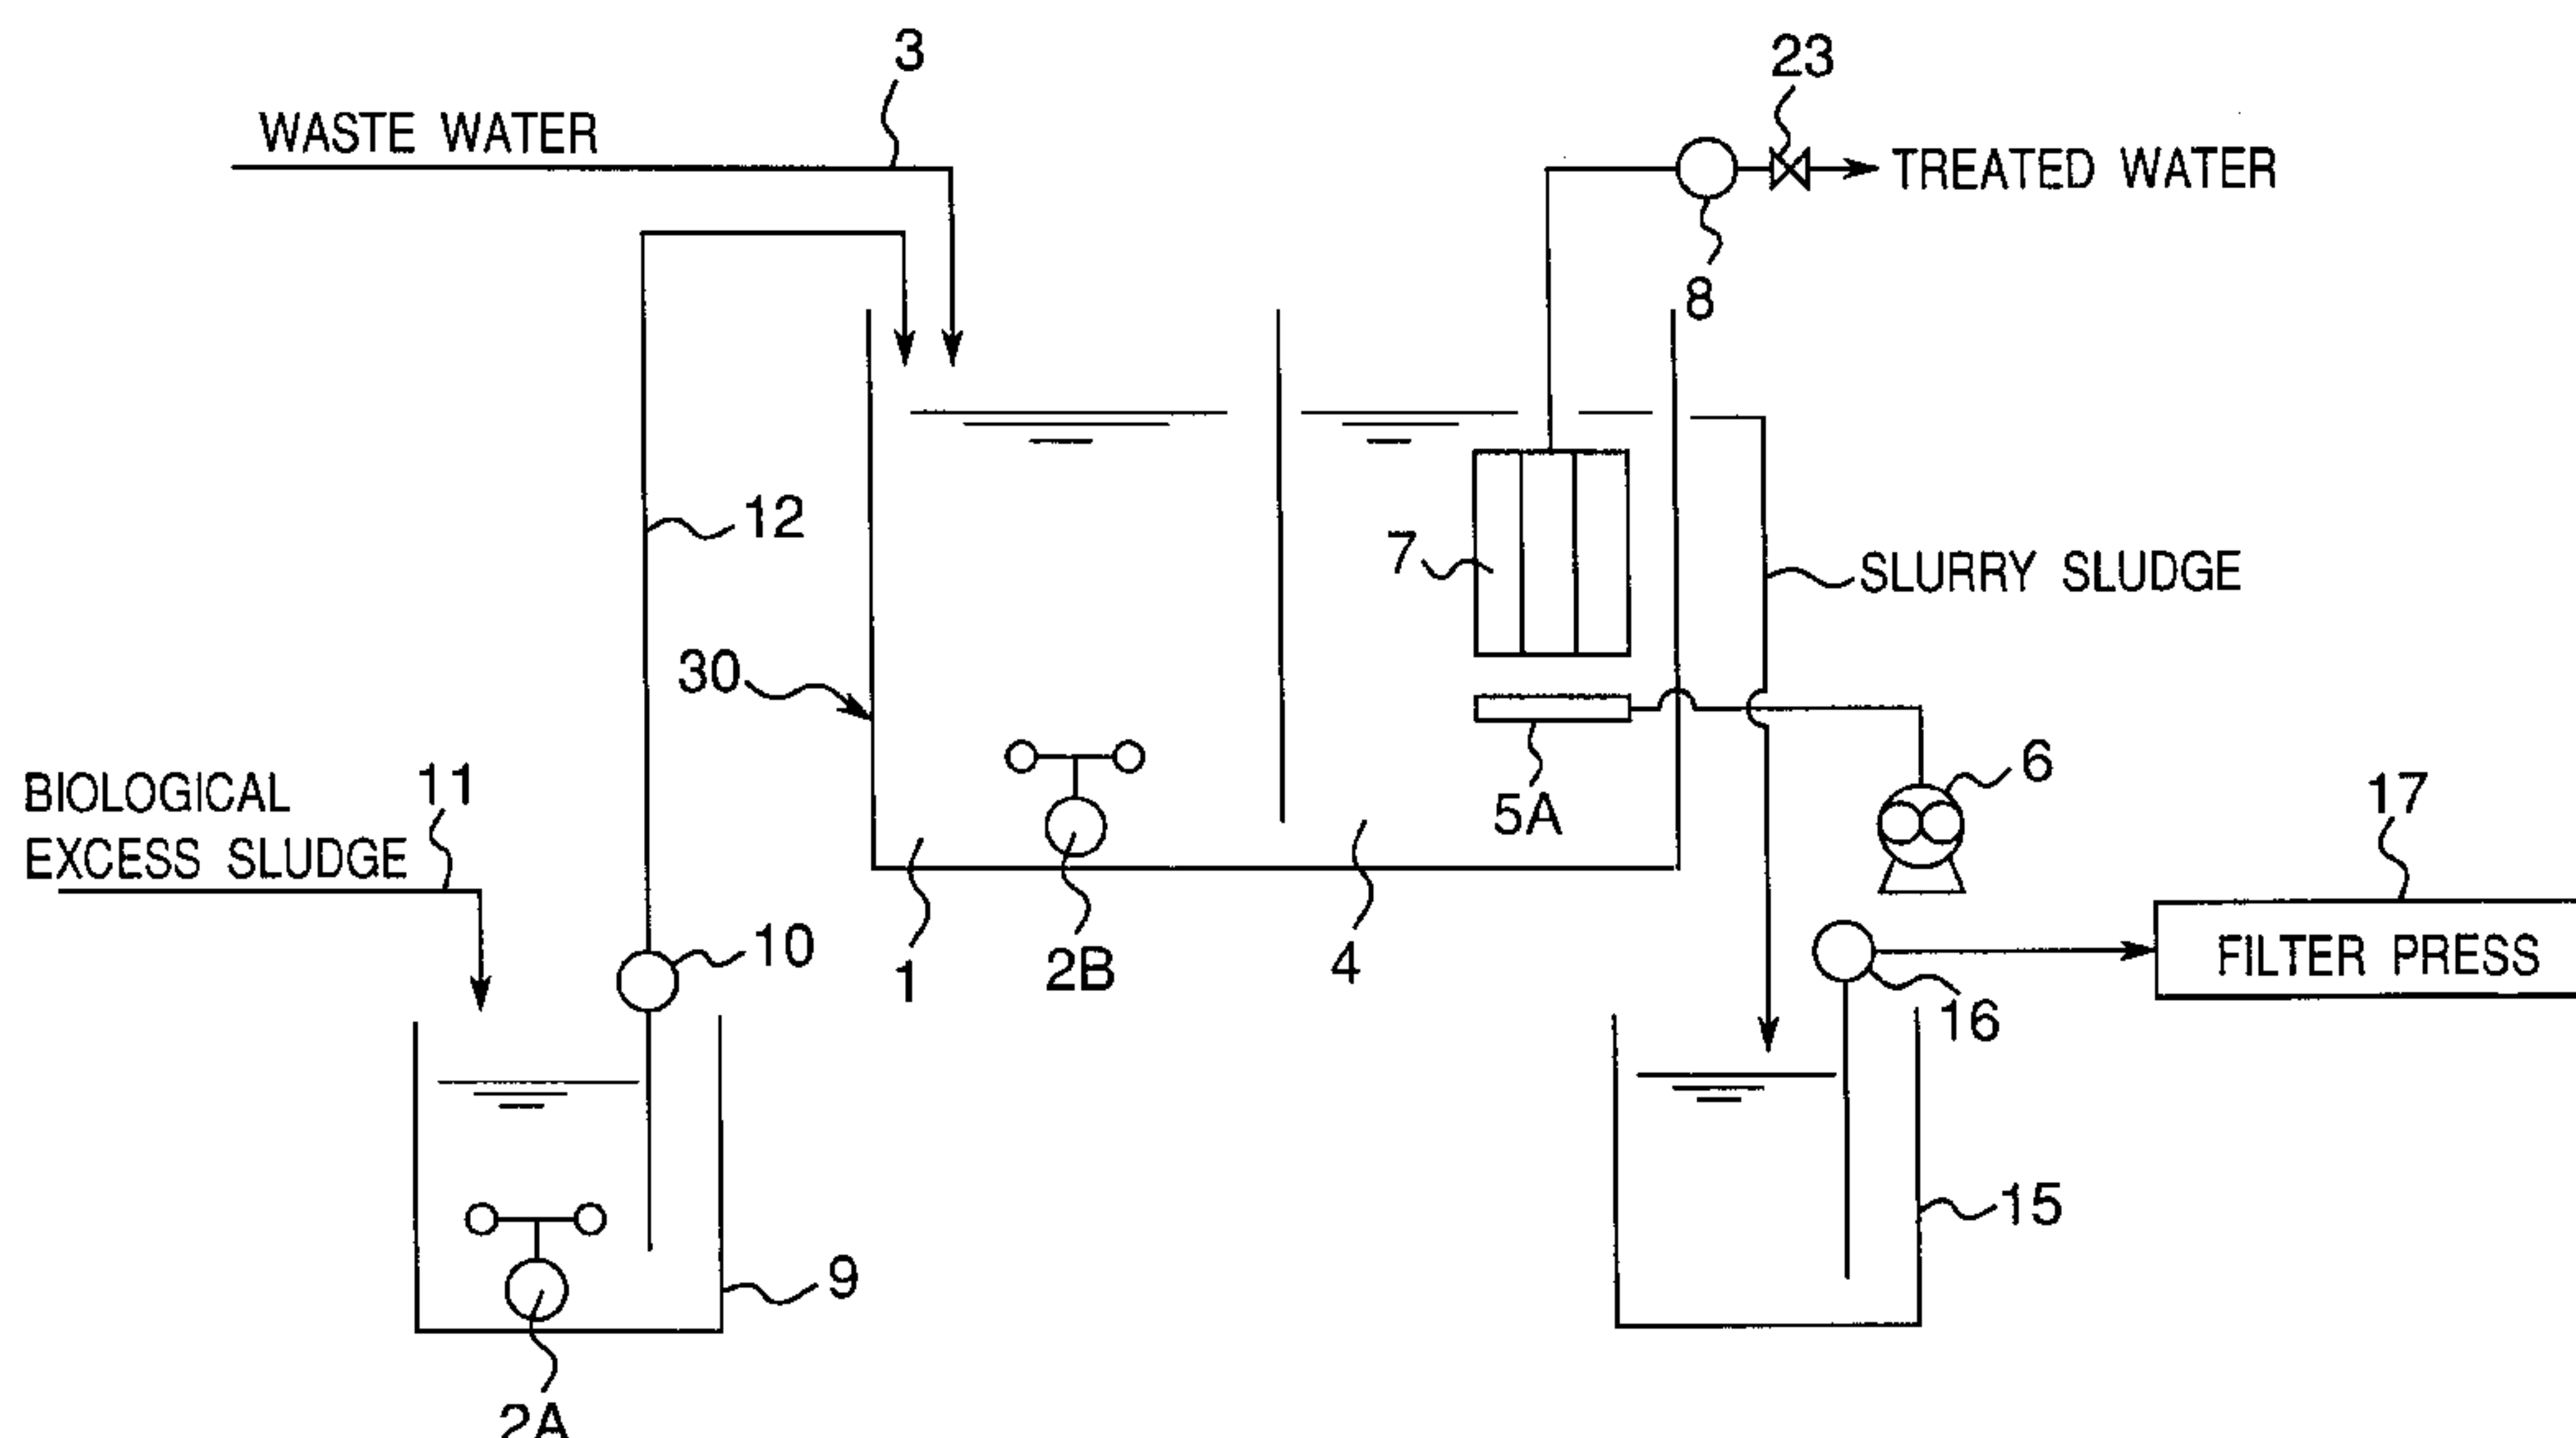 3
23
WASTE WATER
TREATED WATER
8
12
7
SLURRY SLUDGE
30
BIOLOGICAL
EXCESS SLUDGE
11
6
5A
17
10
1
2B
4
FILTER PRESS
16
15
9
2A